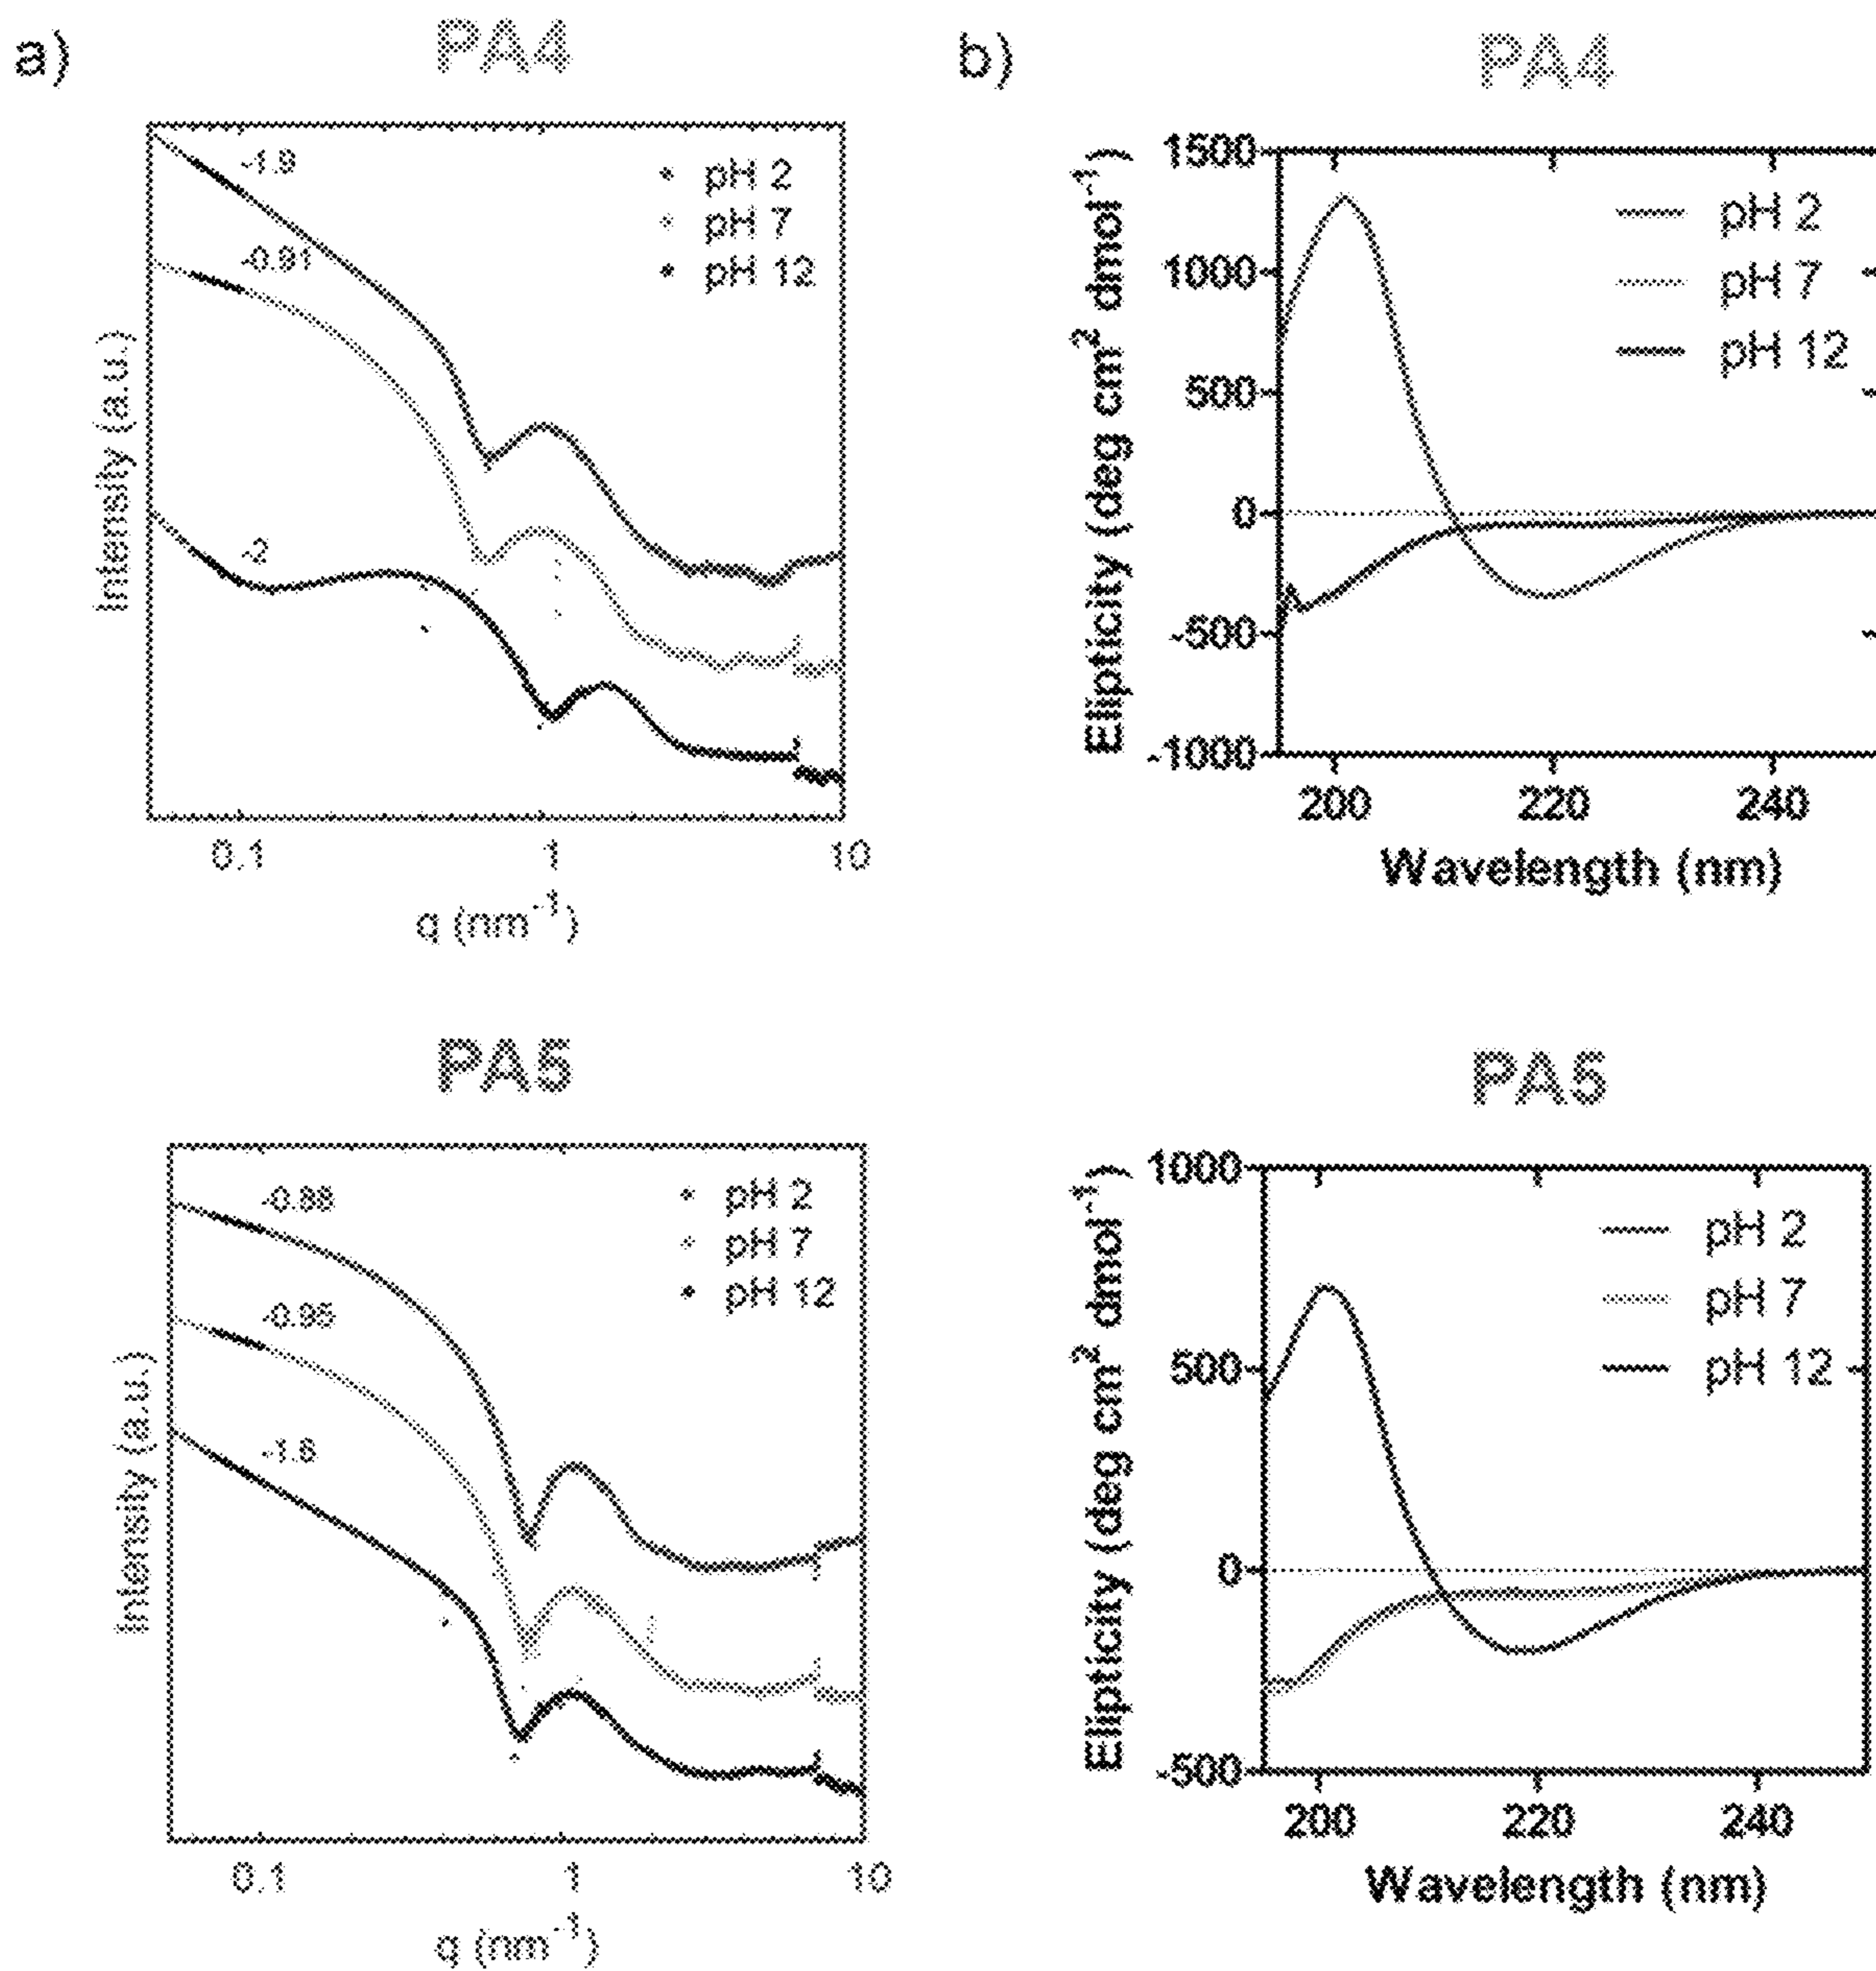 a)
PA4
-1.9
-0.91
-2
pH 2
pH 7
pH 12
Intensity (a.u.)
0.1
1
10
q (nm-1)
b)
PA4
1500
1000
500
0
-500
-1000
pH 2
pH 7
pH 12
Elipticity (deg cm2 dmol-1)
200
220
240
Wavelength (nm)
PA5
-0.88
-0.95
-1.6
pH 2
pH 7
pH 12
Intensity (a.u.)
0.1
1
10
q (nm-1)
PA5
1000
500
0
-500
pH 2
pH 7
pH 12
Elipticity (deg cm2 dmol-1)
200
220
240
Wavelength (nm)